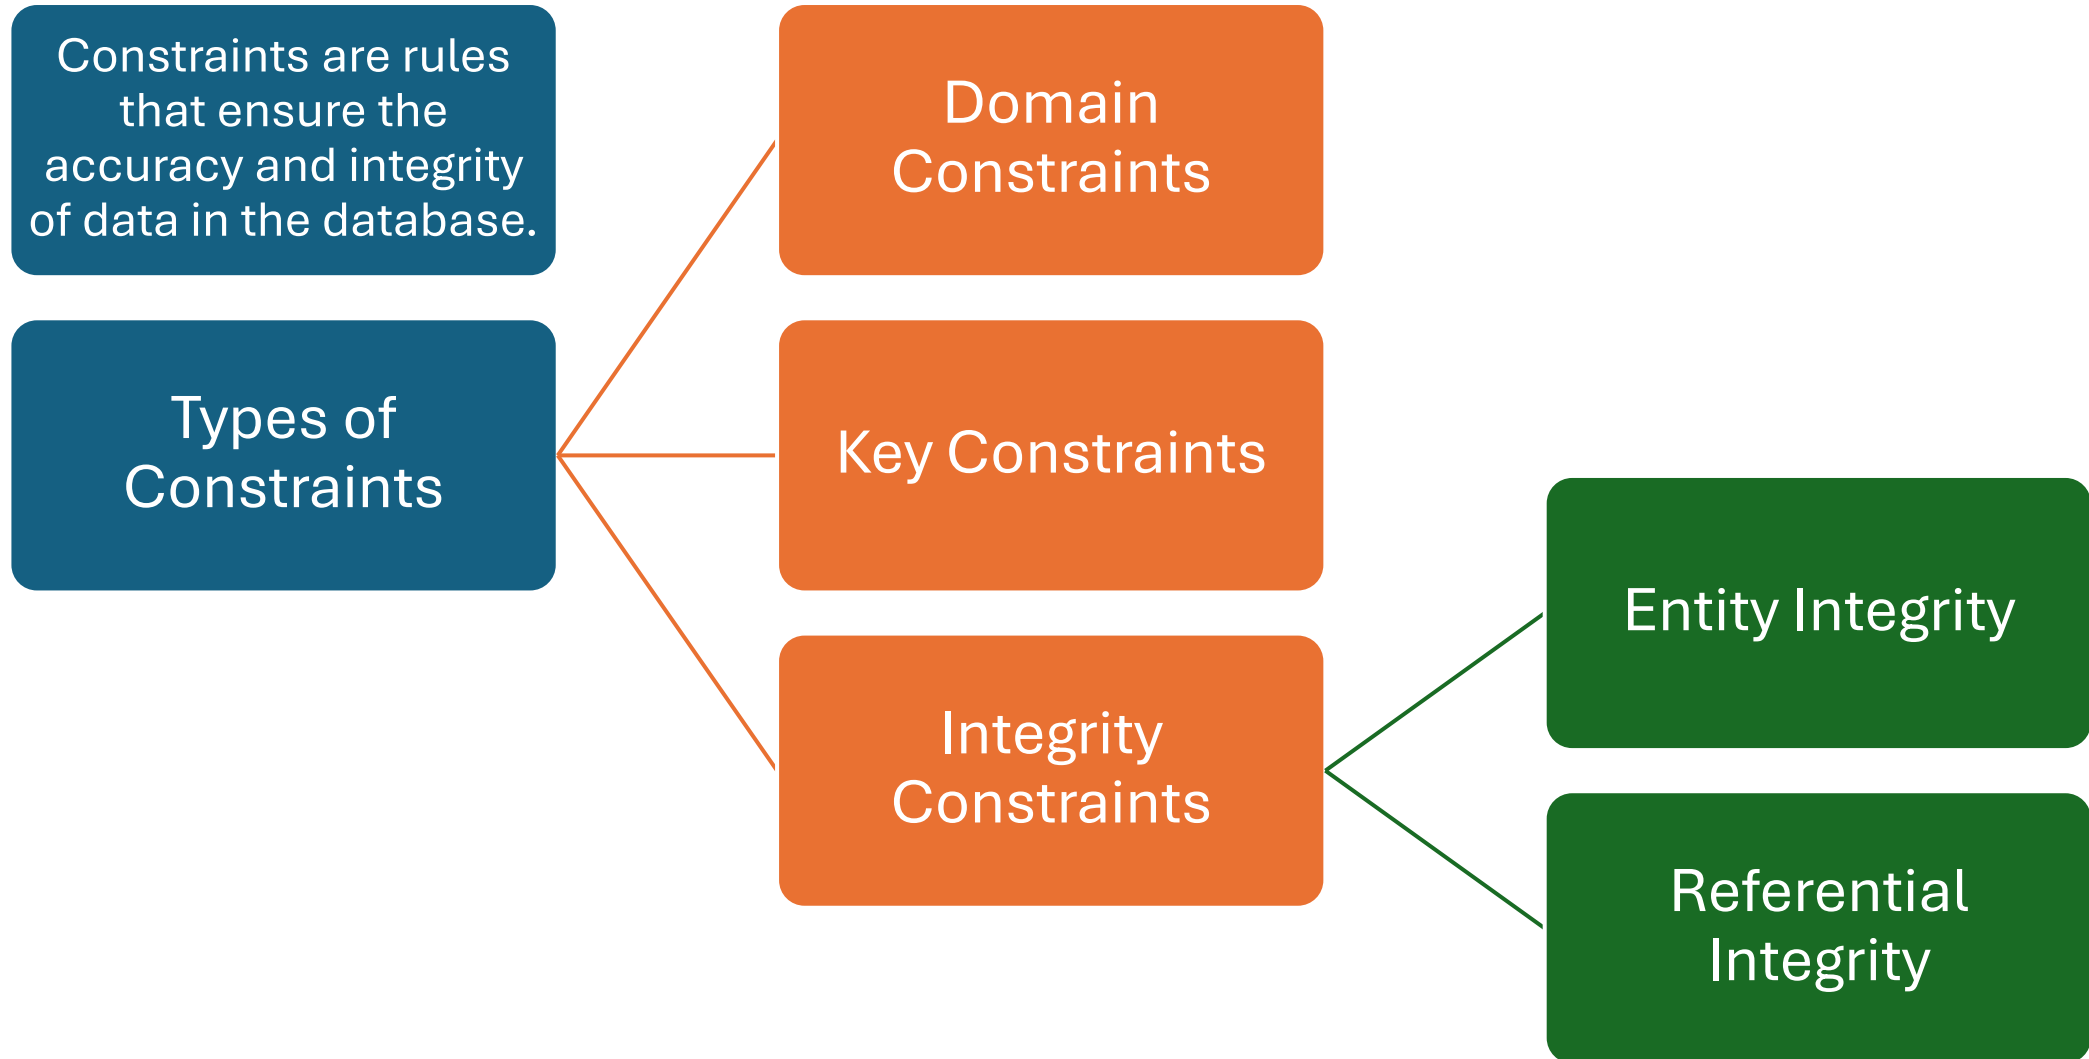 Constraints are rules
that ensure the
accuracy and integrity
of data in the database.
Types of
Constraints
Domain
Constraints
Key Constraints
Integrity
Constraints
Entity Integrity
Referential
Integrity